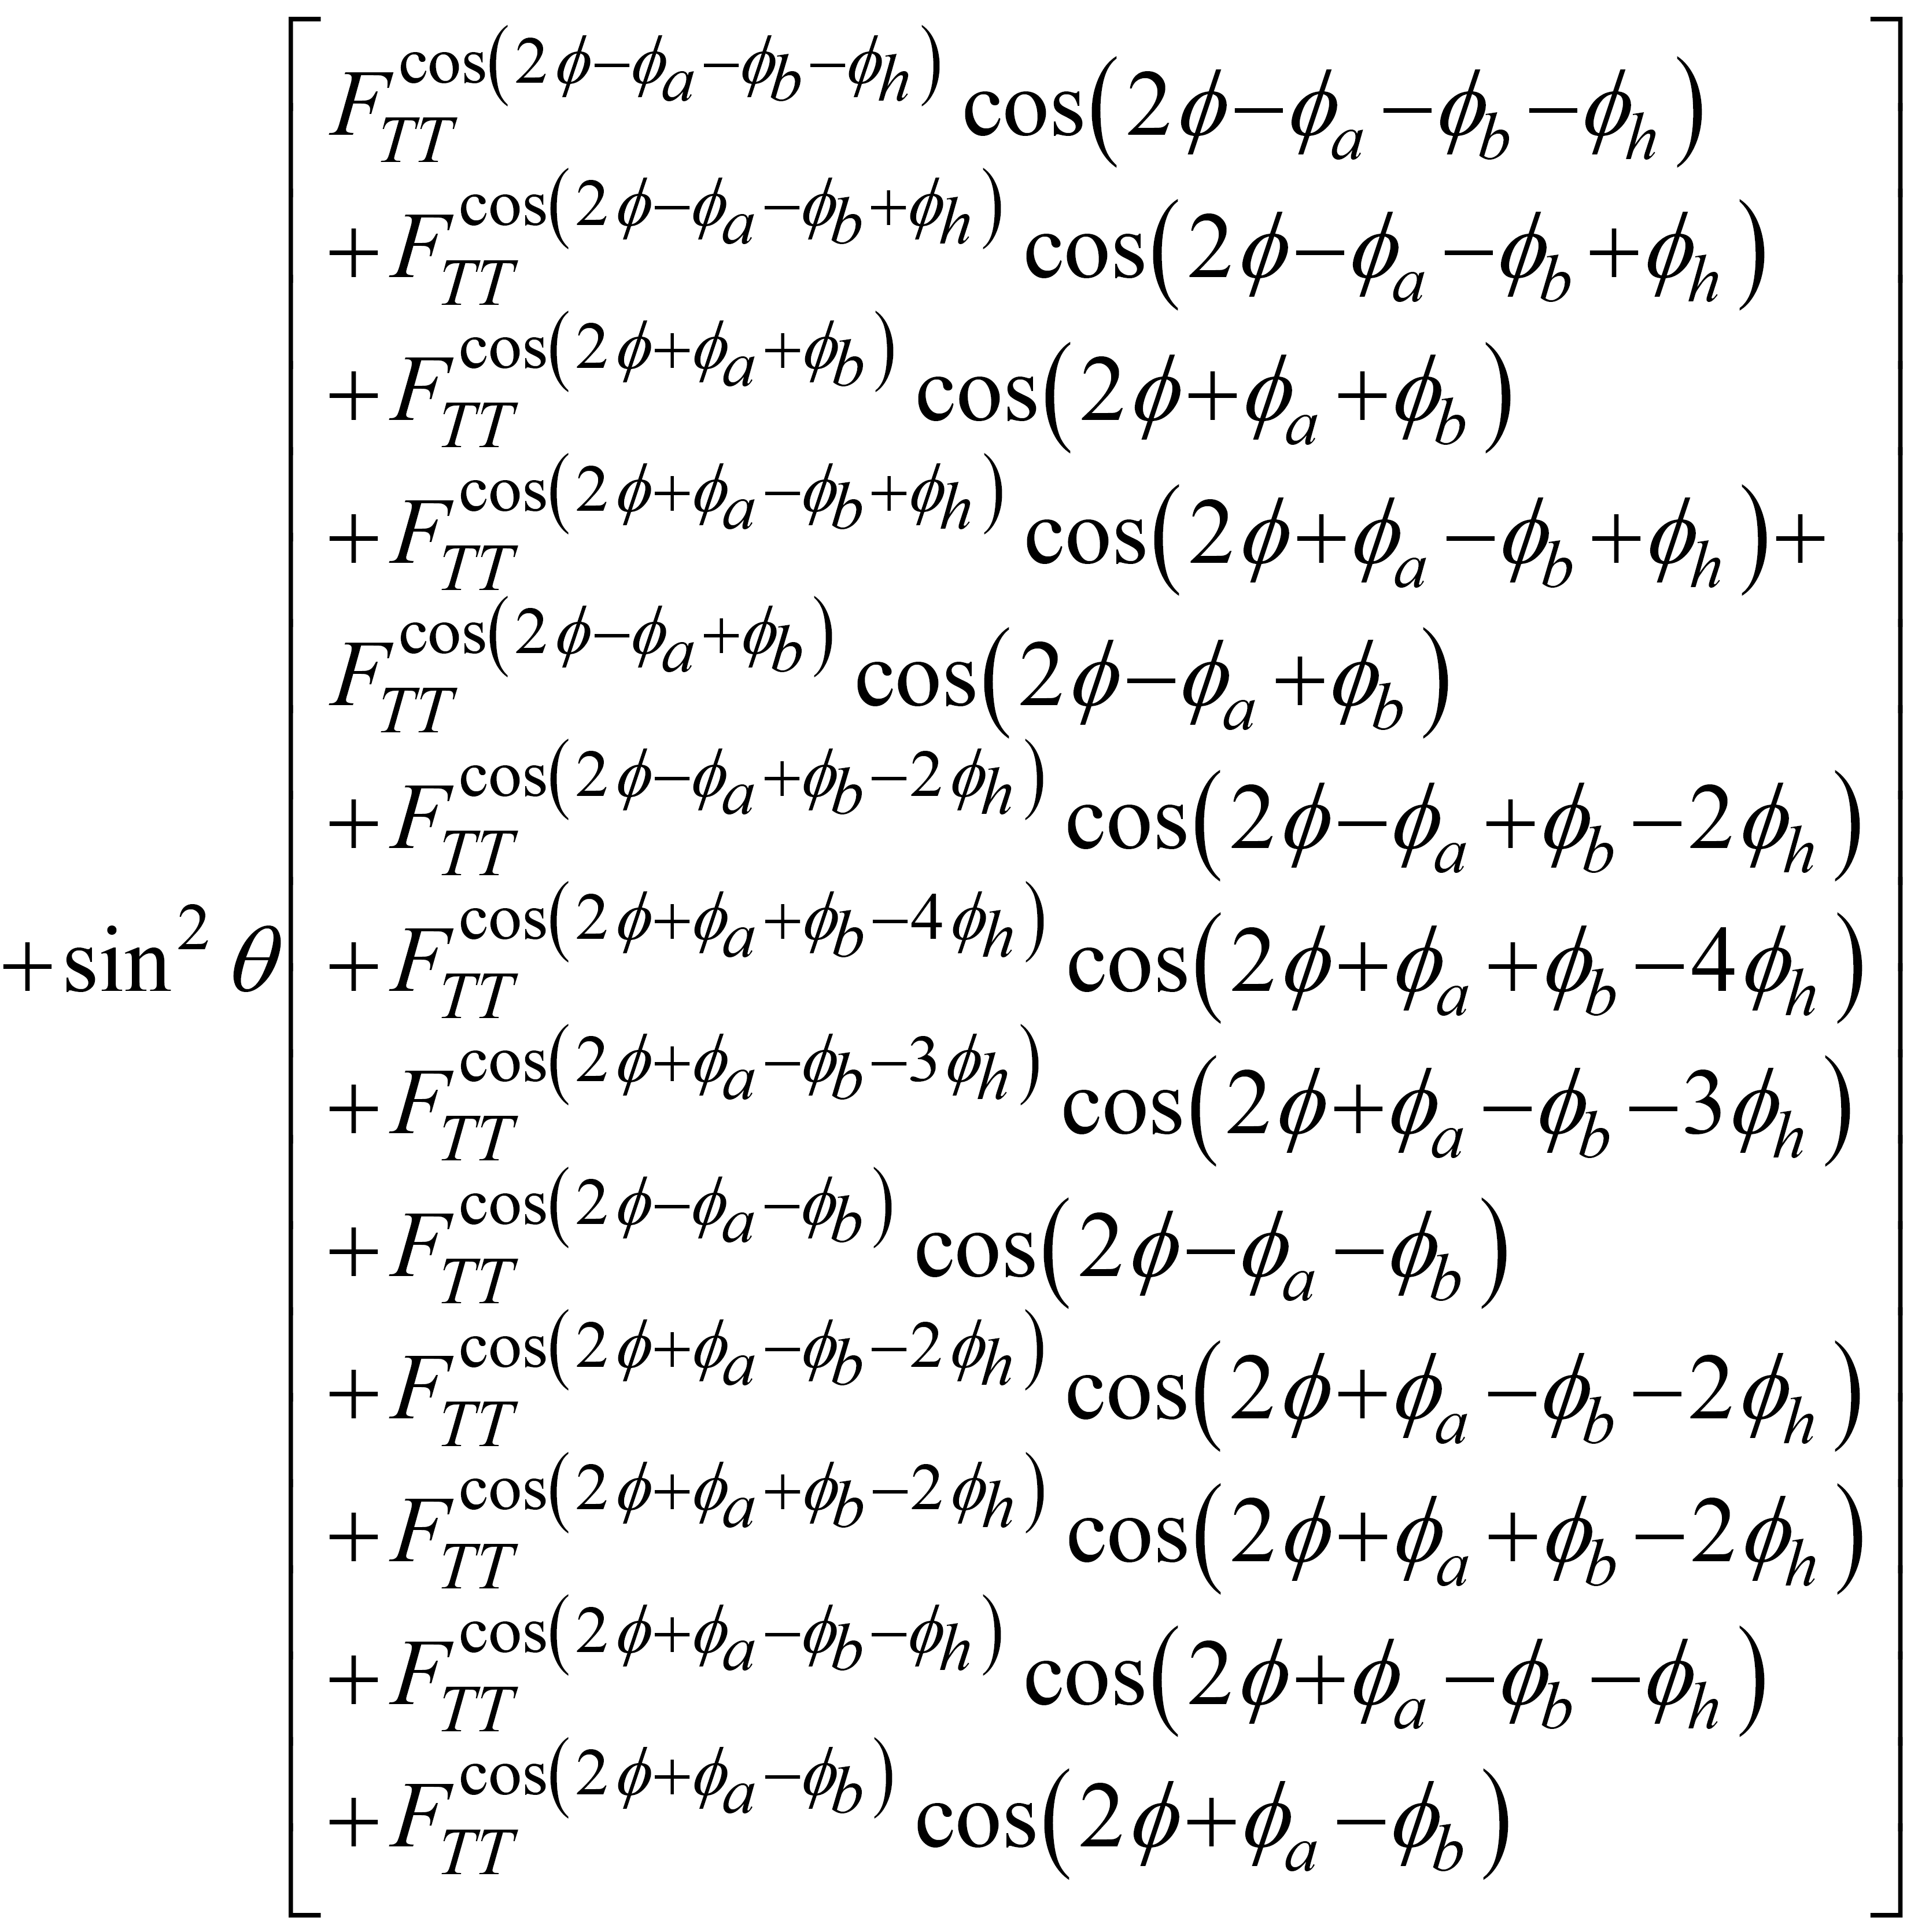 F_{TT}^{cos(2ϕ−ϕ_a−ϕ_b−ϕ_h)} cos(2ϕ−ϕ_a−ϕ_b−ϕ_h)
+F_{TT}^{cos(2ϕ−ϕ_a−ϕ_b+ϕ_h)} cos(2ϕ−ϕ_a−ϕ_b+ϕ_h)
+F_{TT}^{cos(2ϕ+ϕ_a+ϕ_b)} cos(2ϕ+ϕ_a+ϕ_b)
+F_{TT}^{cos(2ϕ+ϕ_a−ϕ_b+ϕ_h)} cos(2ϕ+ϕ_a−ϕ_b+ϕ_h)+
F_{TT}^{cos(2ϕ−ϕ_a+ϕ_b)} cos(2ϕ−ϕ_a+ϕ_b)
+F_{TT}^{cos(2ϕ−ϕ_a+ϕ_b−2ϕ_h)} cos(2ϕ−ϕ_a+ϕ_b−2ϕ_h)
+sin² θ[+F_{TT}^{cos(2ϕ+ϕ_a+ϕ_b−4ϕ_h)} cos(2ϕ+ϕ_a+ϕ_b−4ϕ_h)]
+F_{TT}^{cos(2ϕ+ϕ_a−ϕ_b−3ϕ_h)} cos(2ϕ+ϕ_a−ϕ_b−3ϕ_h)
+F_{TT}^{cos(2ϕ−ϕ_a−ϕ_b)} cos(2ϕ−ϕ_a−ϕ_b)
+F_{TT}^{cos(2ϕ+ϕ_a−ϕ_b−2ϕ_h)} cos(2ϕ+ϕ_a−ϕ_b−2ϕ_h)
+F_{TT}^{cos(2ϕ+ϕ_a+ϕ_b−2ϕ_h)} cos(2ϕ+ϕ_a+ϕ_b−2ϕ_h)
+F_{TT}^{cos(2ϕ+ϕ_a−ϕ_b−ϕ_h)} cos(2ϕ+ϕ_a−ϕ_b−ϕ_h)
+F_{TT}^{cos(2ϕ+ϕ_a−ϕ_b)} cos(2ϕ+ϕ_a−ϕ_b)